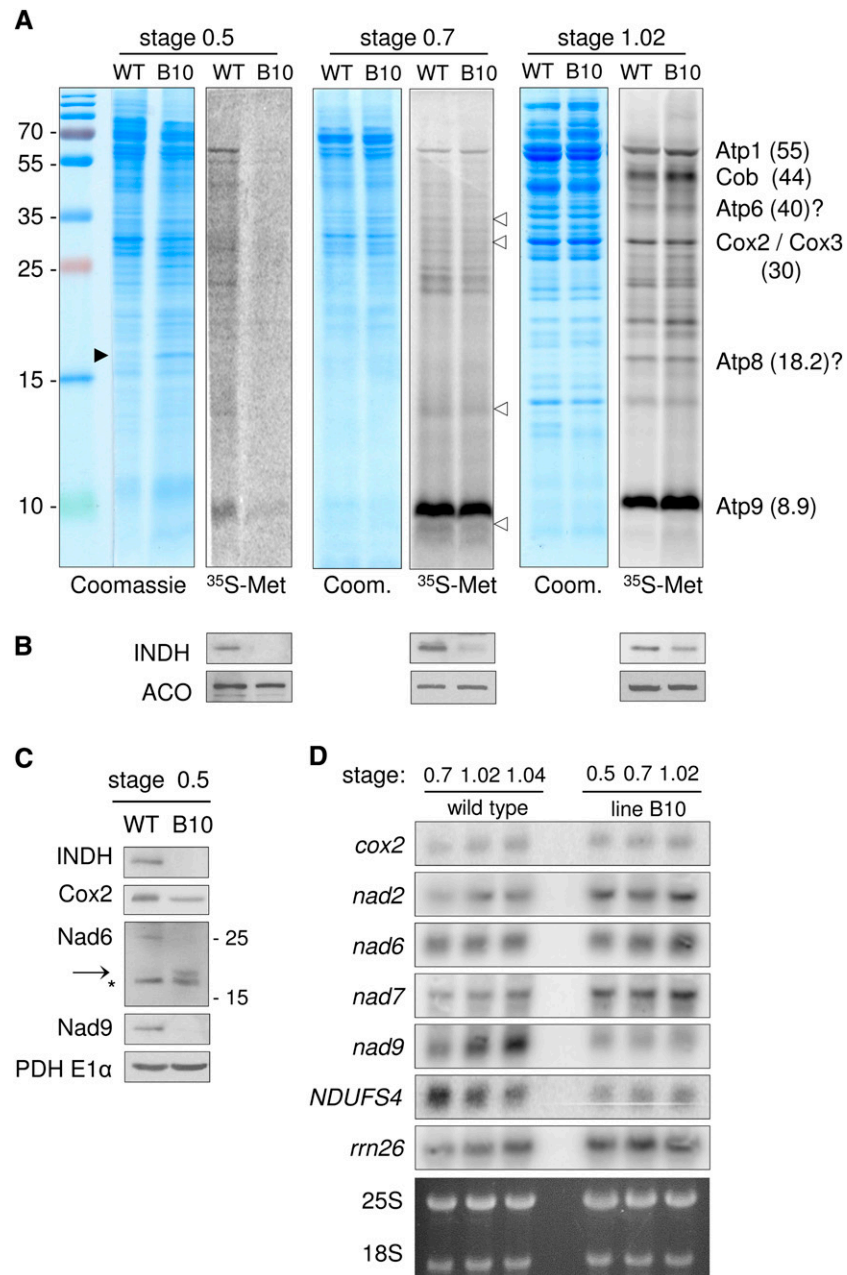 A
stage 0.5 stage 0.7 stage 1.02
WT B10 WT B10 WT B10 WT B10 WT B10 WT B10
70 -
55 -
35 -
25 -
15 -
10 -
Atp1 (55)
Cob (44)
Atp6 (40)?
Cox2 / Cox3
(30)
Atp8 (18.2)?
Atp9 (8.9)
Coomassie ³⁵S-Met Coom. ³⁵S-Met Coom. ³⁵S-Met
B
INDH
ACO
C
stage 0.5
WT B10
INDH
Cox2
Nad6
- 25
*
- 15
Nad9
PDH E1α
D
stage: 0.7 1.02 1.04 0.5 0.7 1.02
wild type line B10
cox2
nad2
nad6
nad7
nad9
NDUFS4
rrn26
25S
18S